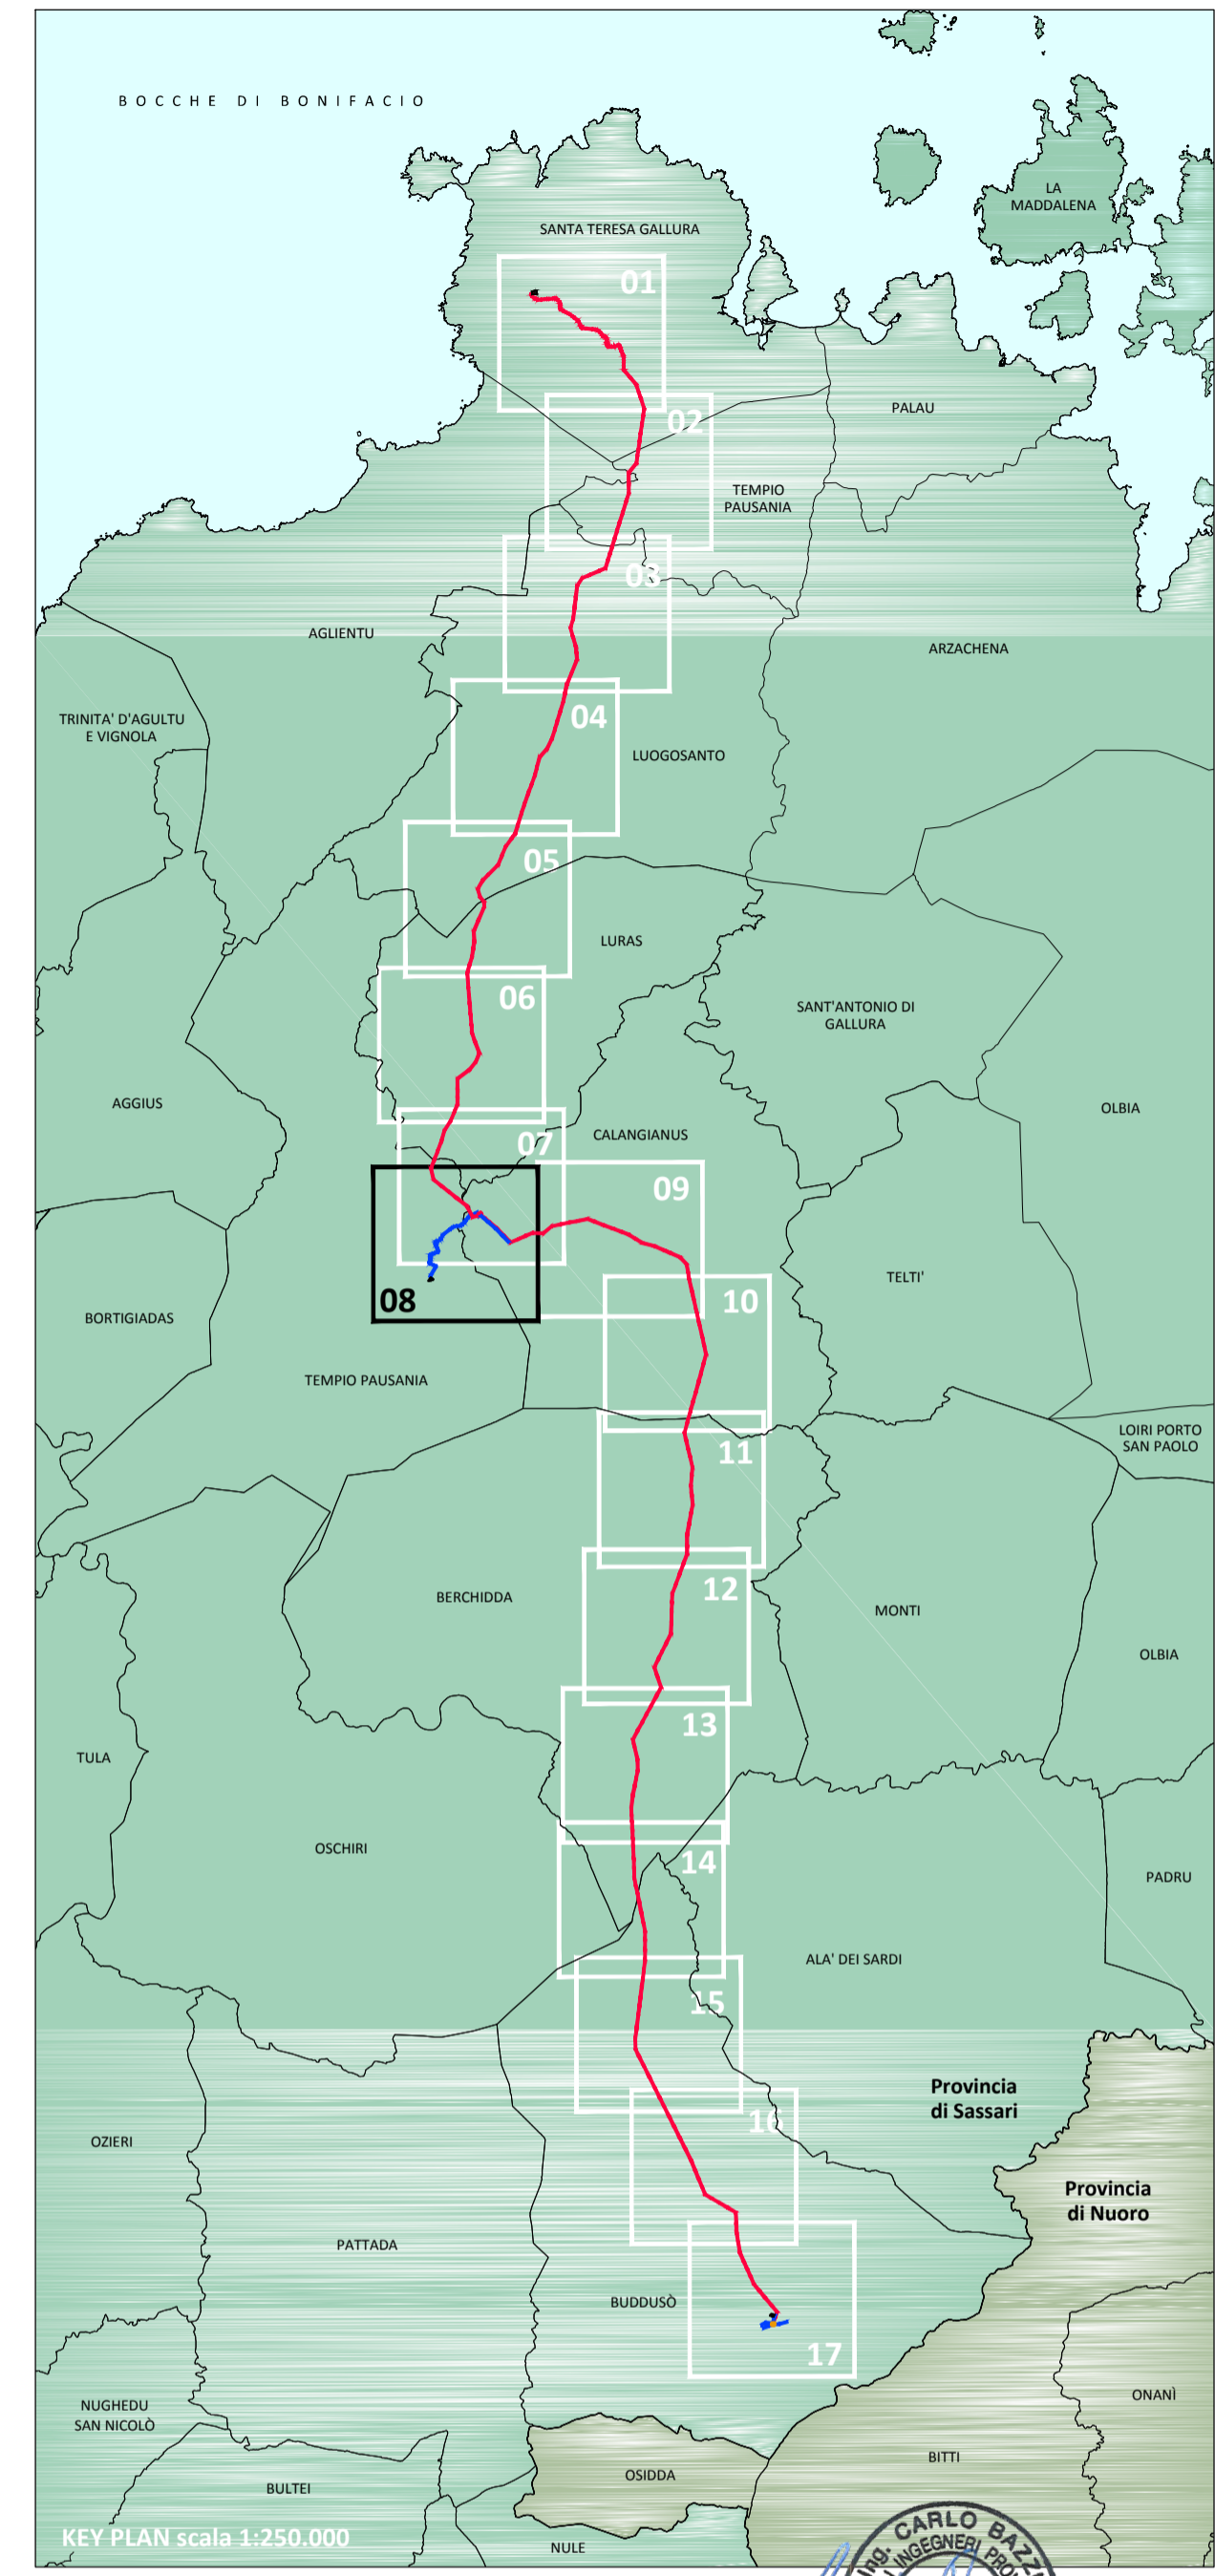 BOCCHE DI BONIFACIO
LA
MADDALENA
SANTA TERESA GALLURA
01
PALAU
02
TEMPIO
PAUSANIA
03
AGLIENTU
ARZACHENA
TRINITA' D'AGULTU
E VIGNOLA
04
LUOGOSANTO
05
LURAS
06
SANT'ANTONIO DI
GALLURA
AGGIUS
OLBIA
07
CALANGIANUS
09
TELTI'
08
10
BORTIGIADAS
TEMPIO PAUSANIA
LOIRI PORTO
SAN PAOLO
11
12
BERCHIDDA
MONTI
OLBIA
13
TULA
OSCHIRI
14
PADRU
ALA' DEI SARDI
15
Provincia
di Sassari
16
OZIERI
Provincia
di Nuoro
PATTADA
BUDDUSÒ
17
ONANÌ
NUGHEDU
SAN NICOLÒ
BITTI
OSIDDA
BULTEI
KEY PLAN scala 1:250.000
NULE
Ing. CARLO
INGEGNERI